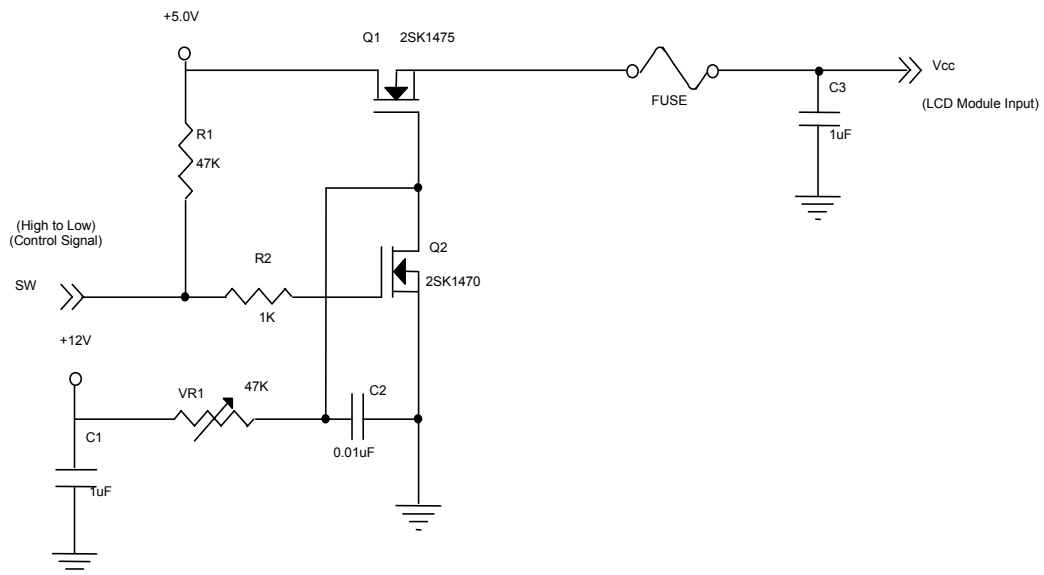 +5.0V
Q1 2SK1475
Vcc
C3
(LCD Module Input)
FUSE
R1
1uF
47K
(High to Low)
(Control Signal)
Q2
R2
2SK1470
SW
1K
+12V
VR1
47K
C2
C1
0.01uF
1uF